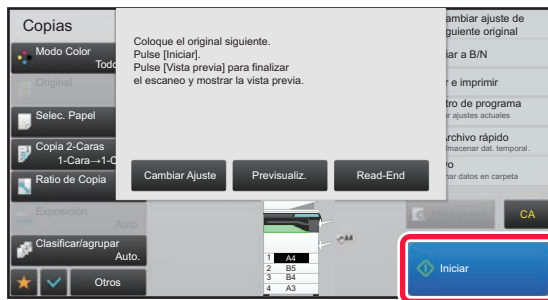 Copias
Modo Color
Todo
Original
Selec. Papel
Copia 2-Caras
1-Cara→1-C
Ratio de Copia
Exposición
Auto.
Clasificar/agrupar
Auto.
Otros
Coloque el original siguiente.
Pulse [Iniciar].
Pulse [Vista previa] para finalizar
el escaneo y mostrar la vista previa.
Cambiar Ajuste
Previsualiz.
Read-End
A4
1 A4
2 B5
3 B4
4 A3
ambiar ajuste de
guiente original
iar a B/N
r e imprimir
tro de programa
r ajustes actuales
rchivo rápido
lmacenar dat. temporal.
vo
nar datos en carpeta
CA
Iniciar